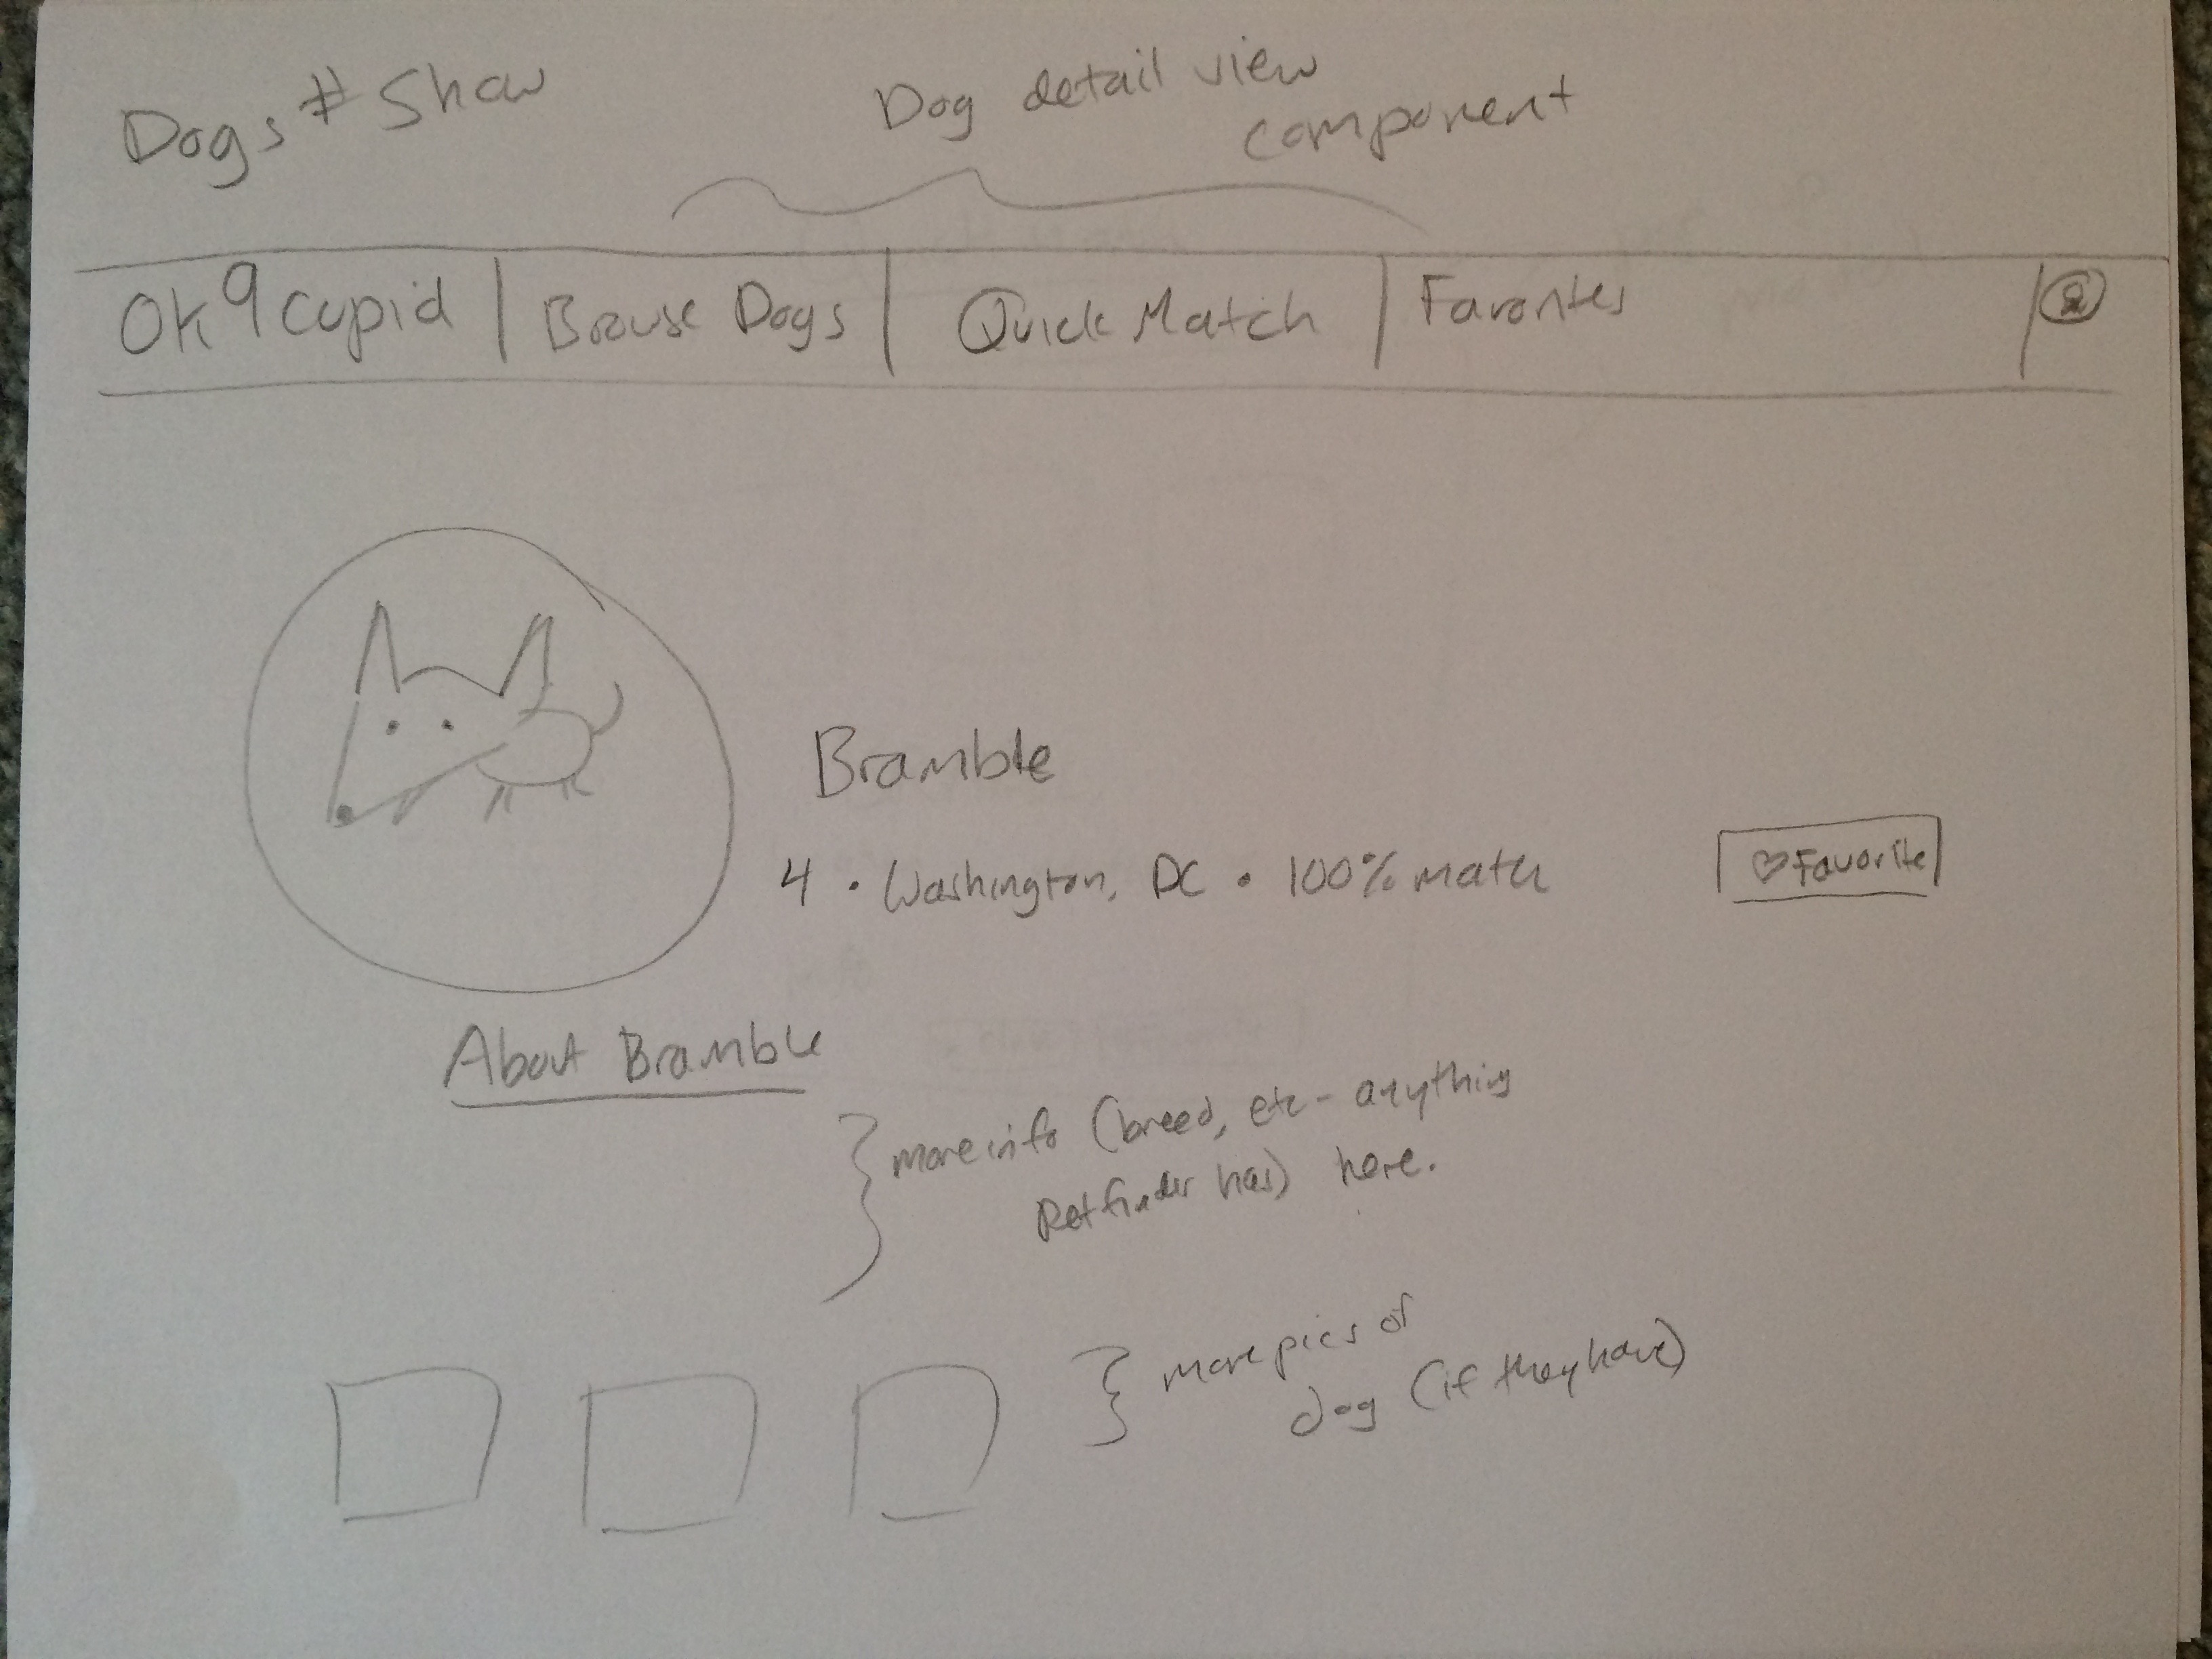 Dogs # Show
Dog detail view
component
OK9Cupid | Browse Dogs | Quick Match | Favorites
Bramble
4 • Washington, DC • 100% match
♡ Favorite
About Bramble
more info (breed, etc - anything
Petfinder has) here.
more pics of
dog (if they have)